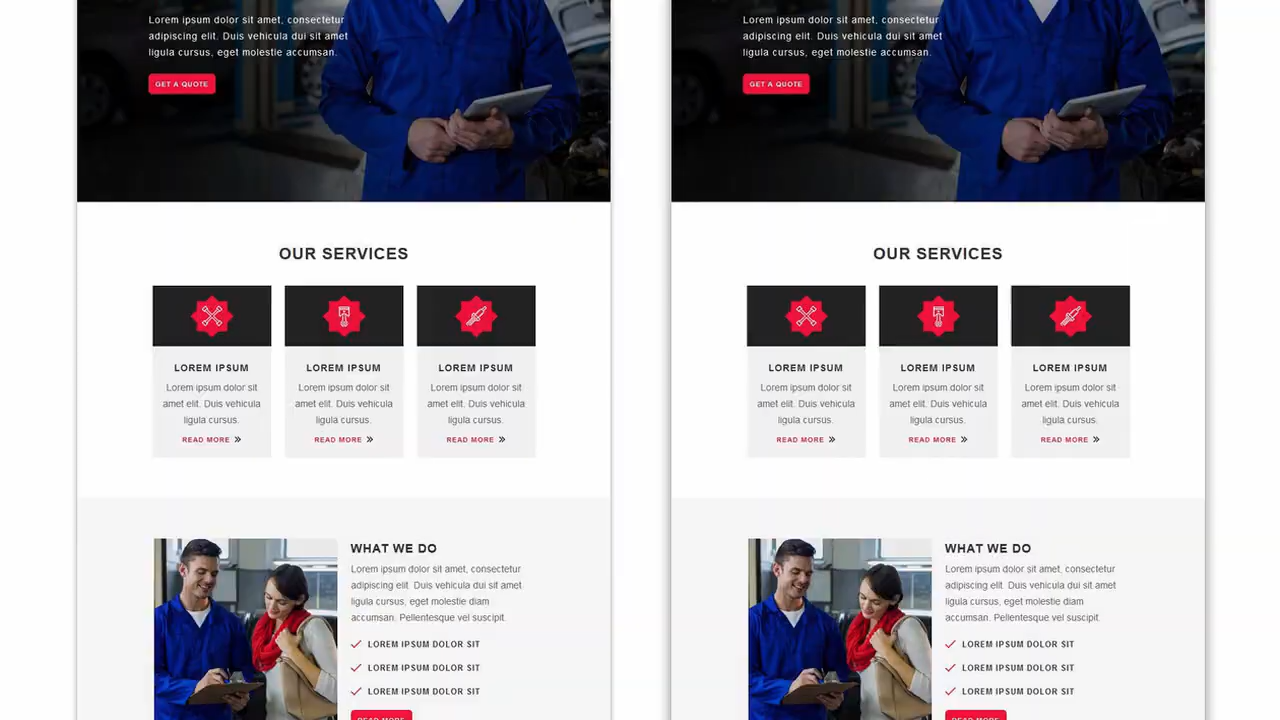 Lorem ipsum dolor sit amet, consectetur
adipiscing elit. Duis vehicula dui sit amet
ligula cursus, eget molestie accumsan.
GET A QUOTE
OUR SERVICES
LOREM IPSUM
Lorem ipsum dolor sit
amet elit. Duis vehicula
ligula cursus.
READ MORE
LOREM IPSUM
Lorem ipsum dolor sit
amet elit. Duis vehicula
ligula cursus.
READ MORE
LOREM IPSUM
Lorem ipsum dolor sit
amet elit. Duis vehicula
ligula cursus.
READ MORE
WHAT WE DO
Lorem ipsum dolor sit amet, consectetur
adipiscing elit. Duis vehicula dui sit amet
ligula cursus, eget molestie diam
accumsan. Pellentesque vel suscipit.
LOREM IPSUM DOLOR SIT
LOREM IPSUM DOLOR SIT
LOREM IPSUM DOLOR SIT
READ MORE
Lorem ipsum dolor sit amet, consectetur
adipiscing elit. Duis vehicula dui sit amet
ligula cursus, eget molestie accumsan.
GET A QUOTE
OUR SERVICES
LOREM IPSUM
Lorem ipsum dolor sit
amet elit. Duis vehicula
ligula cursus.
READ MORE
LOREM IPSUM
Lorem ipsum dolor sit
amet elit. Duis vehicula
ligula cursus.
READ MORE
LOREM IPSUM
Lorem ipsum dolor sit
amet elit. Duis vehicula
ligula cursus.
READ MORE
WHAT WE DO
Lorem ipsum dolor sit amet, consectetur
adipiscing elit. Duis vehicula dui sit amet
ligula cursus, eget molestie diam
accumsan. Pellentesque vel suscipit.
LOREM IPSUM DOLOR SIT
LOREM IPSUM DOLOR SIT
LOREM IPSUM DOLOR SIT
READ MORE